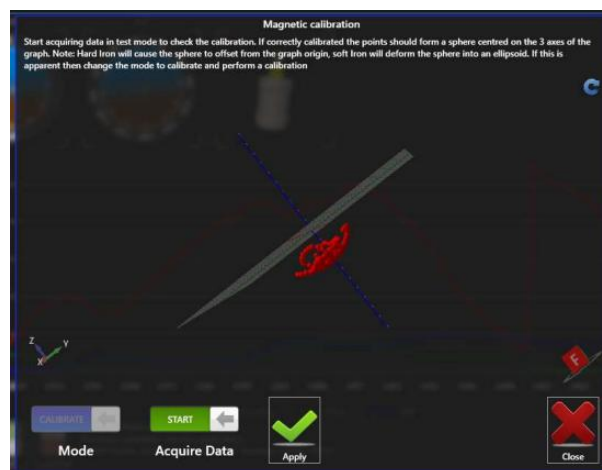 Magnetic calibration
Start acquiring data in test mode to check the calibration. If correctly calibrated the points should form a sphere centred on the 3 axes of the
graph. Note: Hard Iron will cause the sphere to offset from the graph origin, soft Iron will deform the sphere into an ellipsoid. If this is
apparent then change the mode to calibrate and perform a calibration
Z
Y
X
F
CALIBRATE
START
Mode
Acquire Data
Apply
Close